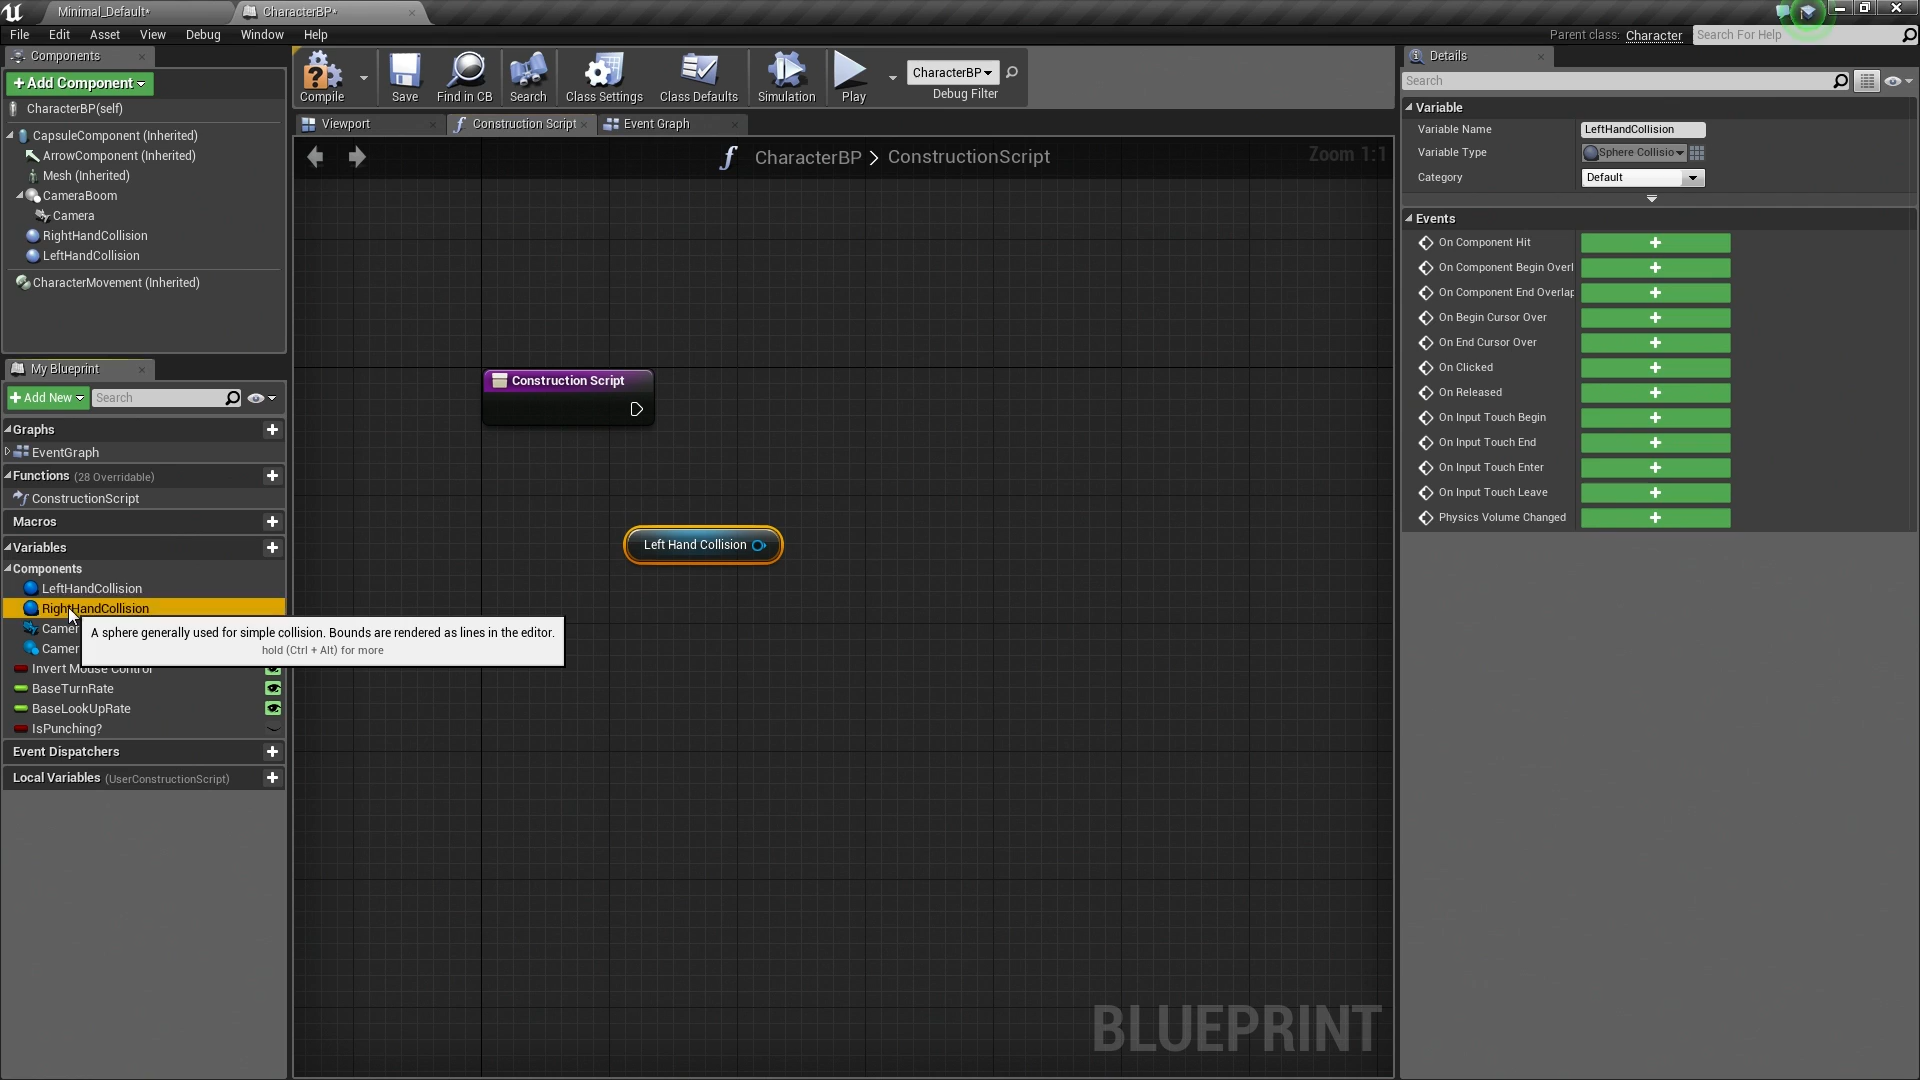 Minimal_Default*
CharacterBP*
File Edit Asset View Debug Window Help
Parent class: Character
Search For Help
Components
+Add Component
CharacterBP(self)
CapsuleComponent (Inherited)
ArrowComponent (Inherited)
Mesh (Inherited)
CameraBoom
Camera
RightHandCollision
LeftHandCollision
CharacterMovement (Inherited)
My Blueprint
+Add New
Search
Graphs
EventGraph
Functions (28 Overridable)
ConstructionScript
Macros
Variables
Components
LeftHandCollision
RightHandCollision
Camer
Camer
Invert Mouse Control
BaseTurnRate
BaseLookUpRate
IsPunching?
Event Dispatchers
Local Variables (UserConstructionScript)
A sphere generally used for simple collision. Bounds are rendered as lines in the editor.
hold (Ctrl + Alt) for more
Compile
Save
Find in CB
Search
Class Settings
Class Defaults
Simulation
Play
CharacterBP
Debug Filter
Viewport
Construction Script
Event Graph
CharacterBP > ConstructionScript
Zoom 1:1
Construction Script
Left Hand Collision
BLUEPRINT
Details
Search
Variable
Variable Name LeftHandCollision
Variable Type Sphere Collisio
Category Default
Events
On Component Hit
On Component Begin Overl
On Component End Overlap
On Begin Cursor Over
On End Cursor Over
On Clicked
On Released
On Input Touch Begin
On Input Touch End
On Input Touch Enter
On Input Touch Leave
Physics Volume Changed